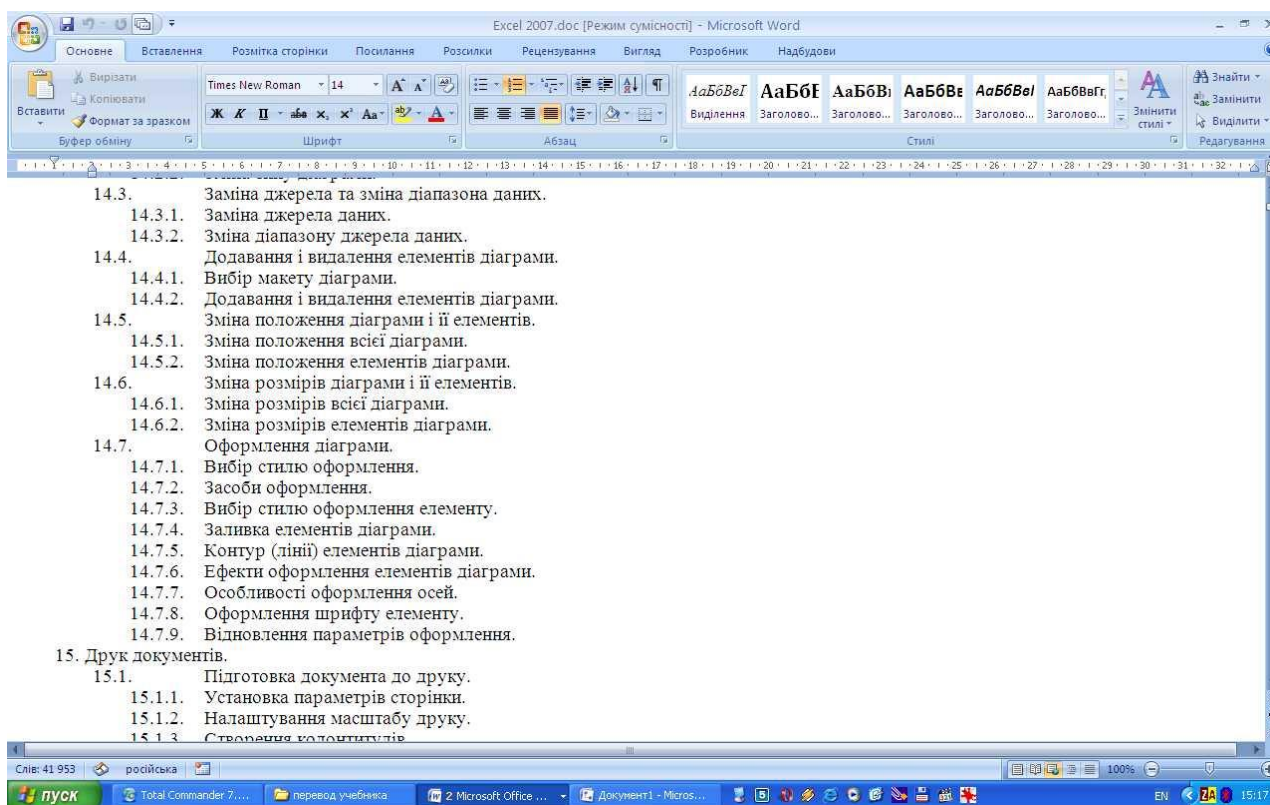 Excel 2007.doc [Режим сумісності] - Microsoft Word
Основне Вставлення Розмітка сторінки Посилання Розсилки Рецензування Вигляд Розробник Надбудови
Вставити
Вирізати
Копіювати
Формат за зразком
Буфер обміну
Times New Roman 14
Ж К П
Шрифт
Абзац
АаБбВвГ АаБбІ АаБбВı АаБбВв АаБбВвІ АаБбВвГг,
Виділення Заголово... Заголово... Заголово... Заголово... Заголово...
Змінити стилі
Стилі
Знайти
Замінити
Виділити
Редагування
14.3. Заміна джерела та зміна діапазона даних.
14.3.1. Заміна джерела даних.
14.3.2. Зміна діапазону джерела даних.
14.4. Додавання і видалення елементів діаграми.
14.4.1. Вибір макету діаграми.
14.4.2. Додавання і видалення елементів діаграми.
14.5. Зміна положення діаграми і її елементів.
14.5.1. Зміна положення всієї діаграми.
14.5.2. Зміна положення елементів діаграми.
14.6. Зміна розмірів діаграми і її елементів.
14.6.1. Зміна розмірів всієї діаграми.
14.6.2. Зміна розмірів елементів діаграми.
14.7. Оформлення діаграми.
14.7.1. Вибір стилю оформлення.
14.7.2. Засоби оформлення.
14.7.3. Вибір стилю оформлення елементу.
14.7.4. Заливка елементів діаграми.
14.7.5. Контур (лінії) елементів діаграми.
14.7.6. Ефекти оформлення елементів діаграми.
14.7.7. Особливості оформлення осей.
14.7.8. Оформлення шрифту елементу.
14.7.9. Відновлення параметрів оформлення.
15. Друк документів.
15.1. Підготовка документа до друку.
15.1.1. Установка параметрів сторінки.
15.1.2. Налаштування масштабу друку.
15.1.3. Створення колонтитулів
Слів: 41 953 російська 100%
пуск Total Commander 7.... перевод учебника 2 Microsoft Office ... Документ1 - Micros... EN 15:17